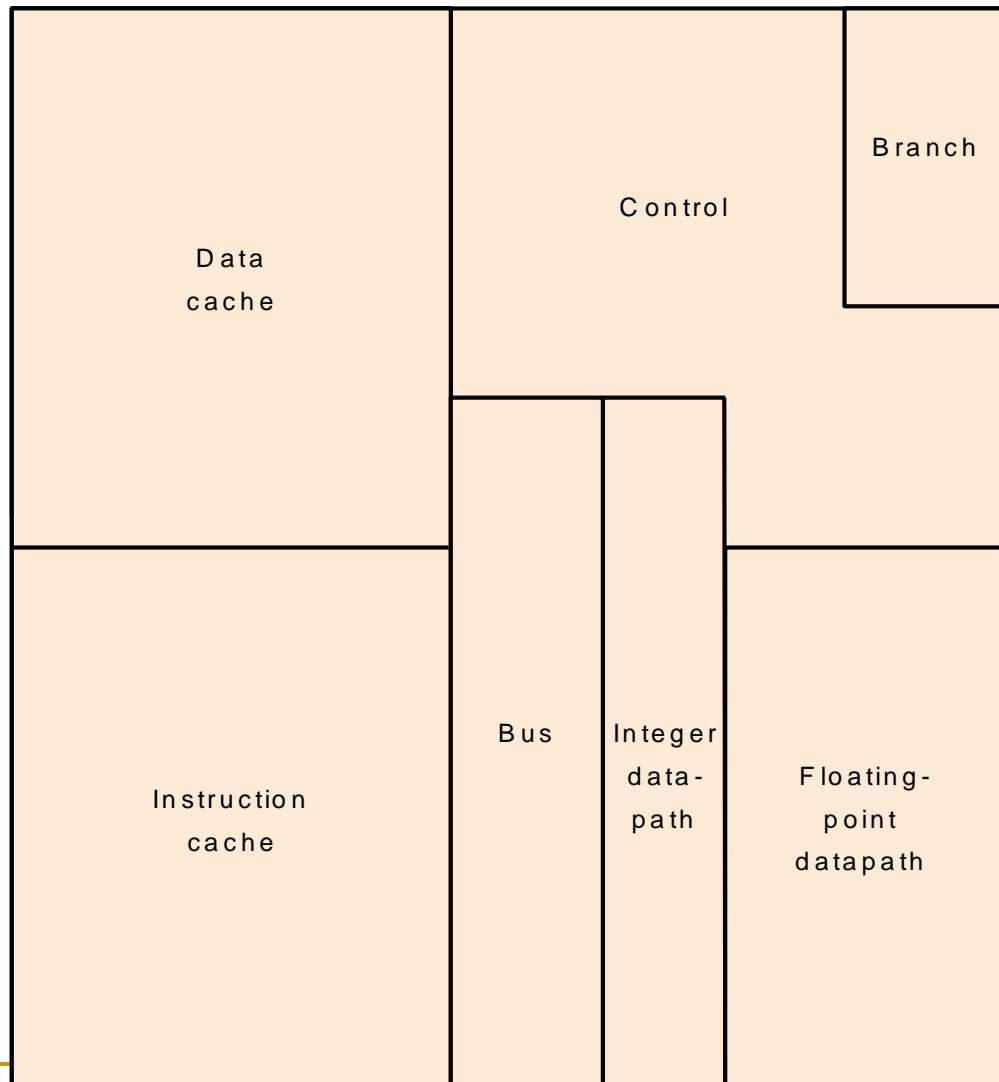 Data
cache
Control
Branch
Instruction
cache
Bus
Integer
data-
path
Floating-
point
datapath